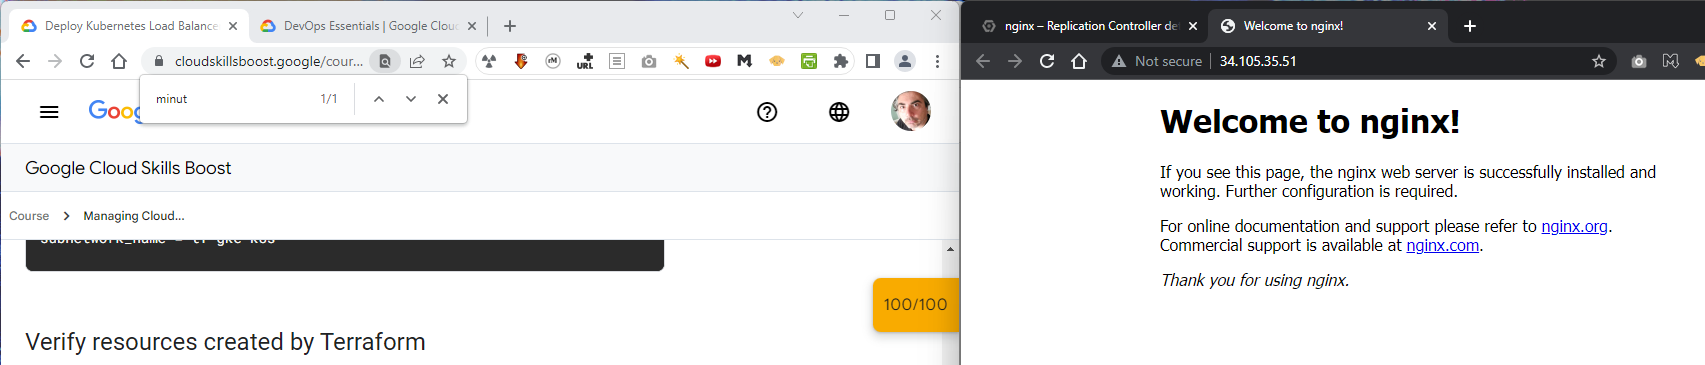 Deploy Kubernetes Load Balance
DevOps Essentials | Google Clou
cloudskillsboost.google/cour...
minut
1/1
Goog
Google Cloud Skills Boost
Course
Managing Cloud...
subnetwork_name = tf-gke-k8s
100/100
Verify resources created by Terraform
nginx – Replication Controller de
Welcome to nginx!
Not secure
34.105.35.51
Welcome to nginx!
If you see this page, the nginx web server is successfully installed and
working. Further configuration is required.
For online documentation and support please refer to nginx.org.
Commercial support is available at nginx.com.
Thank you for using nginx.